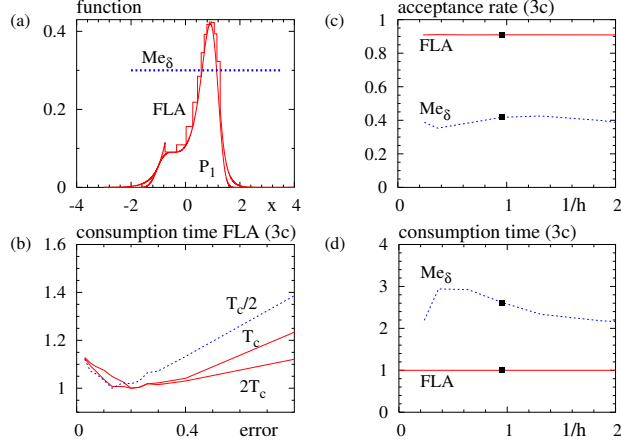 (a) function
0.4
0.2
0
Me_δ
FLA
P_1
-4 -2 0 x 4
(c) acceptance rate (3c)
1
0.8
0.6
0.4
0.2
0
FLA
Me_δ
0 1 1/h 2
(b) consumption time FLA (3c)
1.6
1.4
1.2
1.0
T_c/2
T_c
2T_c
0 0.4 error
(d) consumption time (3c)
4
3
2
1
0
Me_δ
FLA
0 1 1/h 2